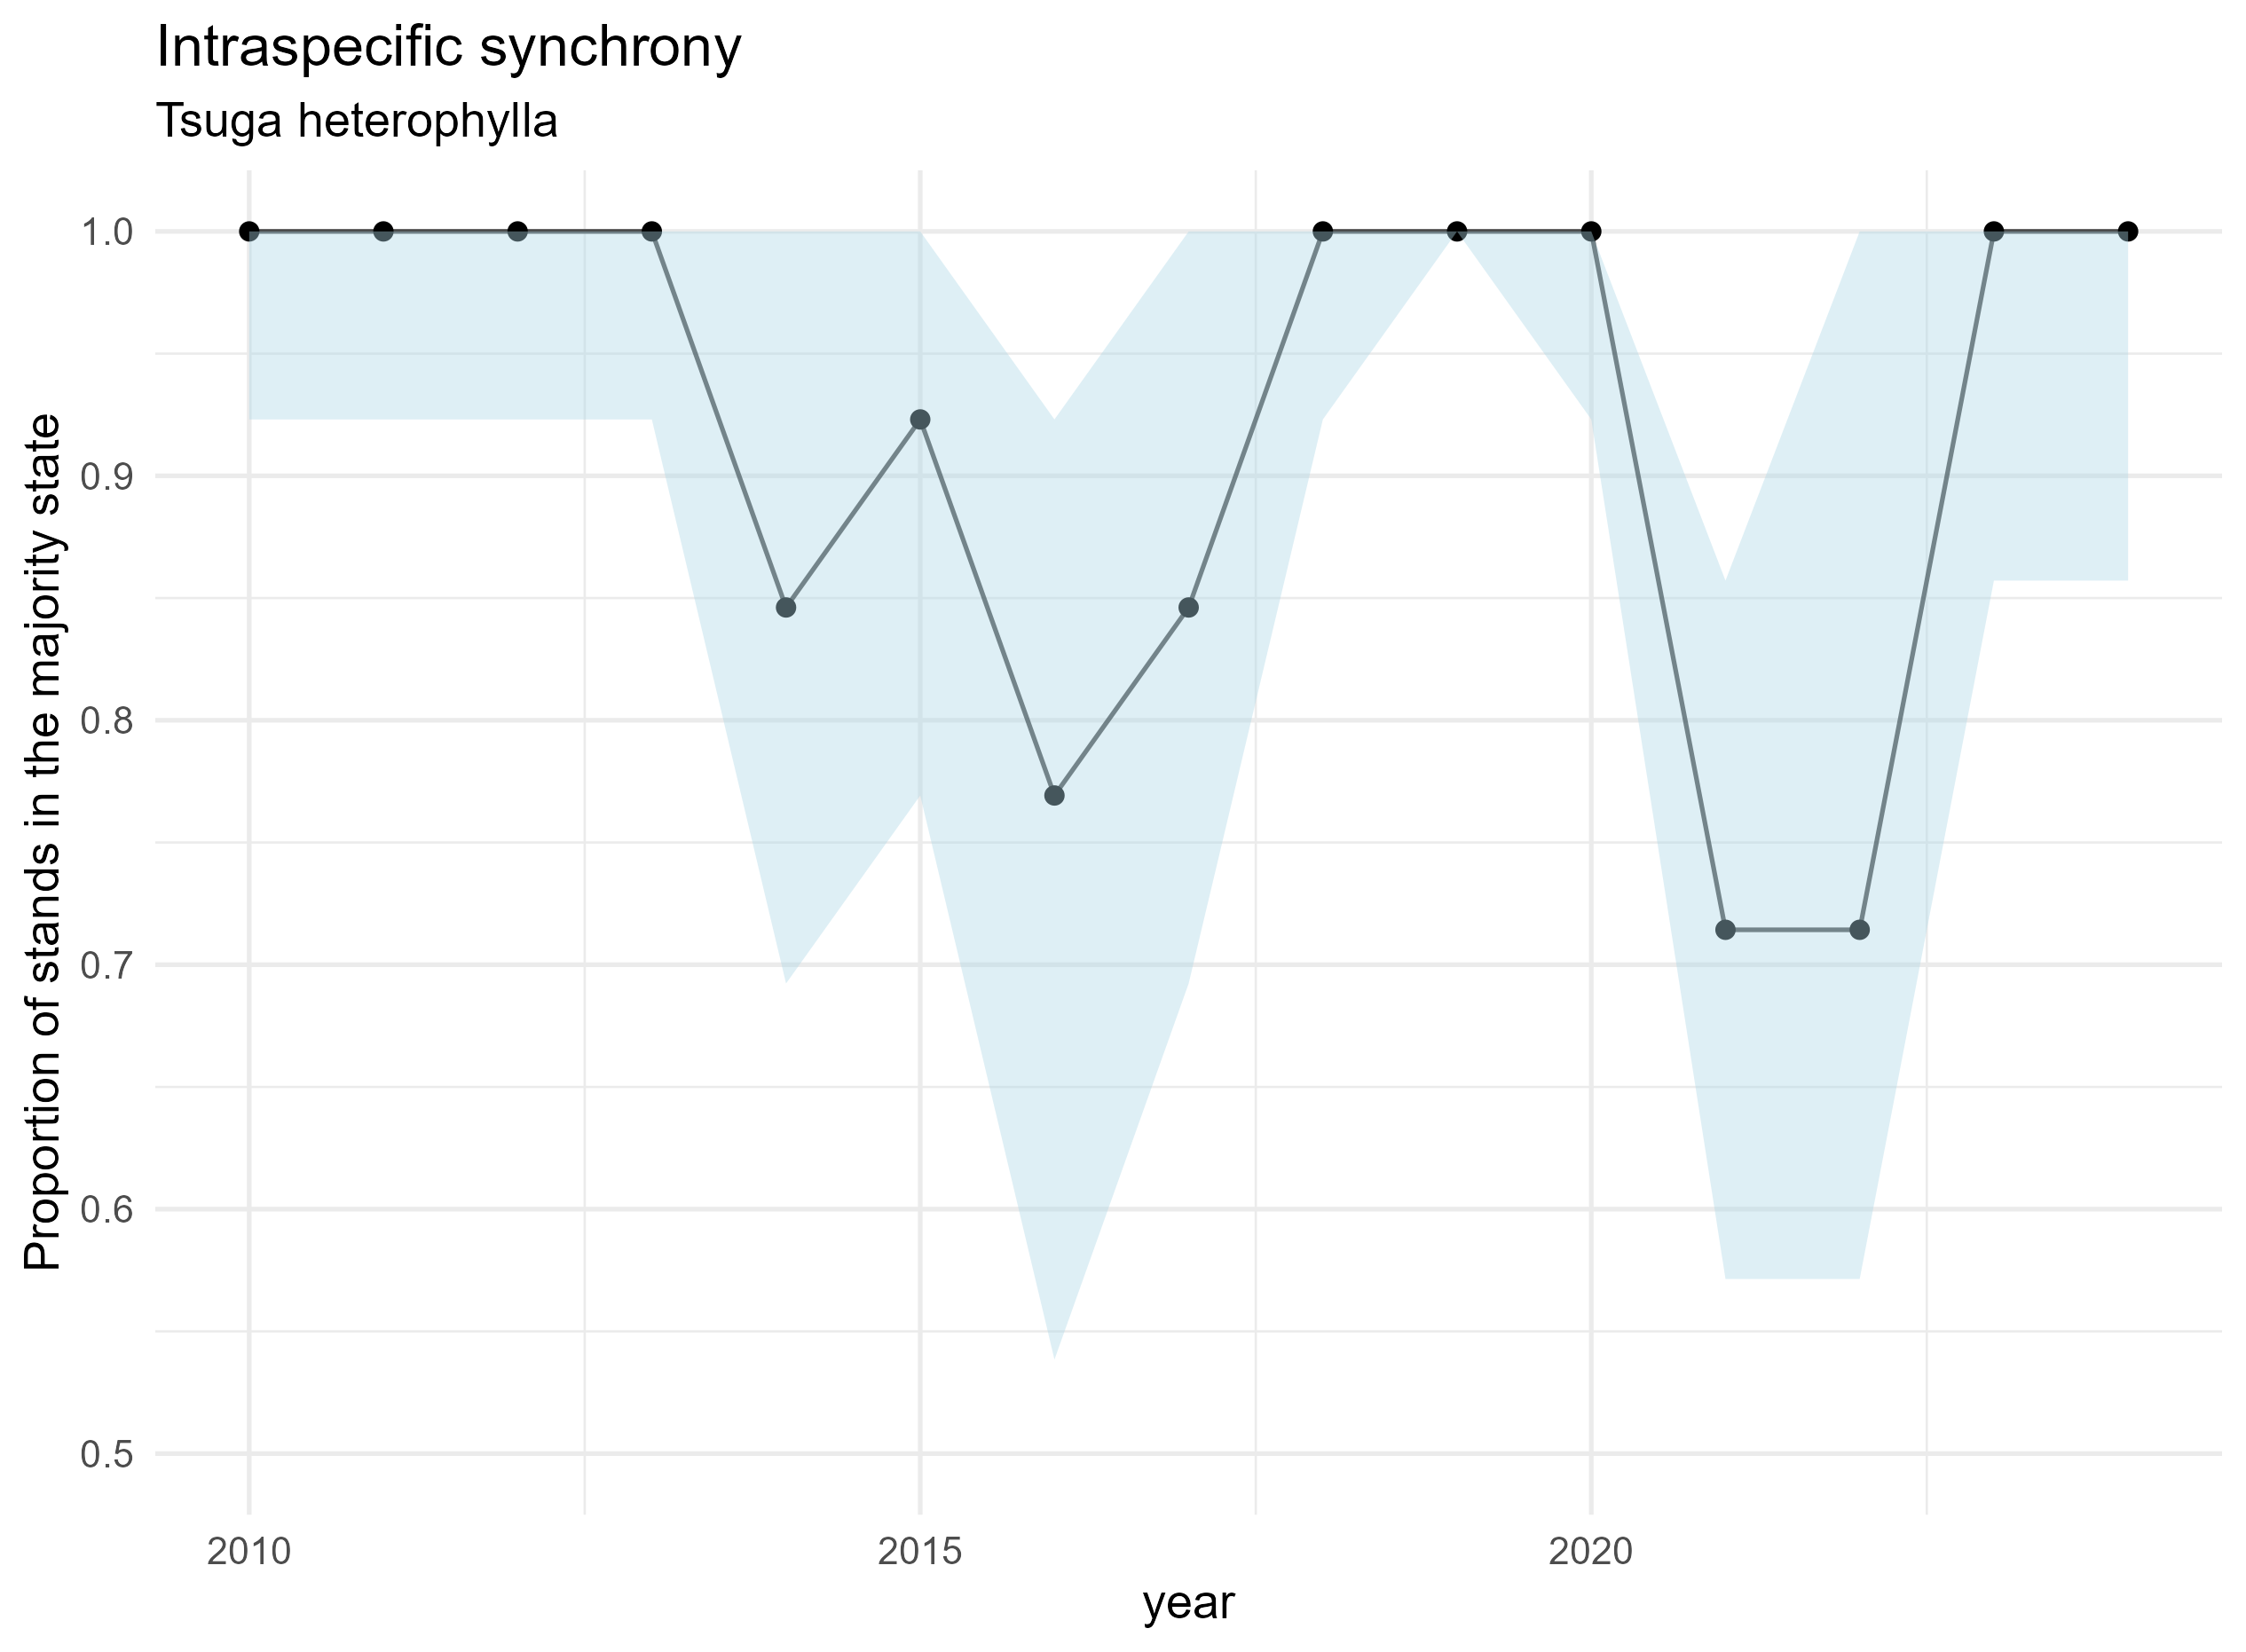 Intraspecific synchrony
Tsuga heterophylla
Proportion of stands in the majority state
1.0
0.9
0.8
0.7
0.6
0.5
2010
2015
2020
year